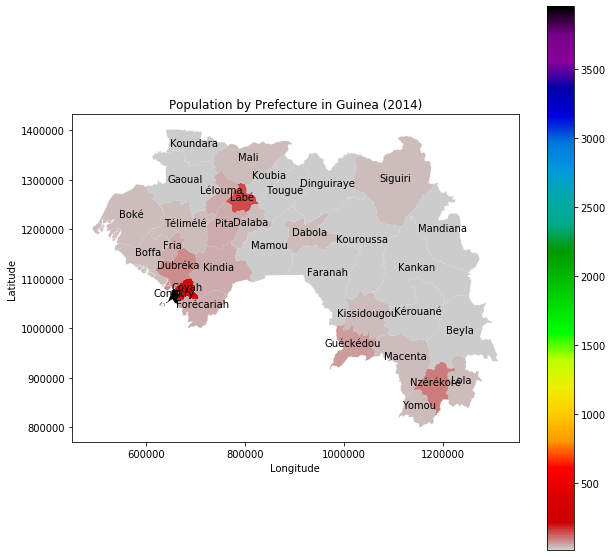 Population by Prefecture in Guinea (2014)
3500
3000
2500
2000
1500
1000
500
1400000
1300000
1200000
1100000
1000000
900000
800000
Latitude
Koundara
Mali
Koubia
Gaoual
Siguiri
Dinguiraye
Lélouma
Tougue
Labe
Boké
Télimélé
Pita
Dalaba
Mandiana
Dabola
Kouroussa
Fria
Mamou
Boffa
Dubréka
Kindia
Kankan
Faranah
Coyah
Forécariah
Kissidougou
Kérouané
Beyla
Guéckédou
Macenta
Nzérékoré
Lola
Yomou
600000
800000
1000000
1200000
Longitude